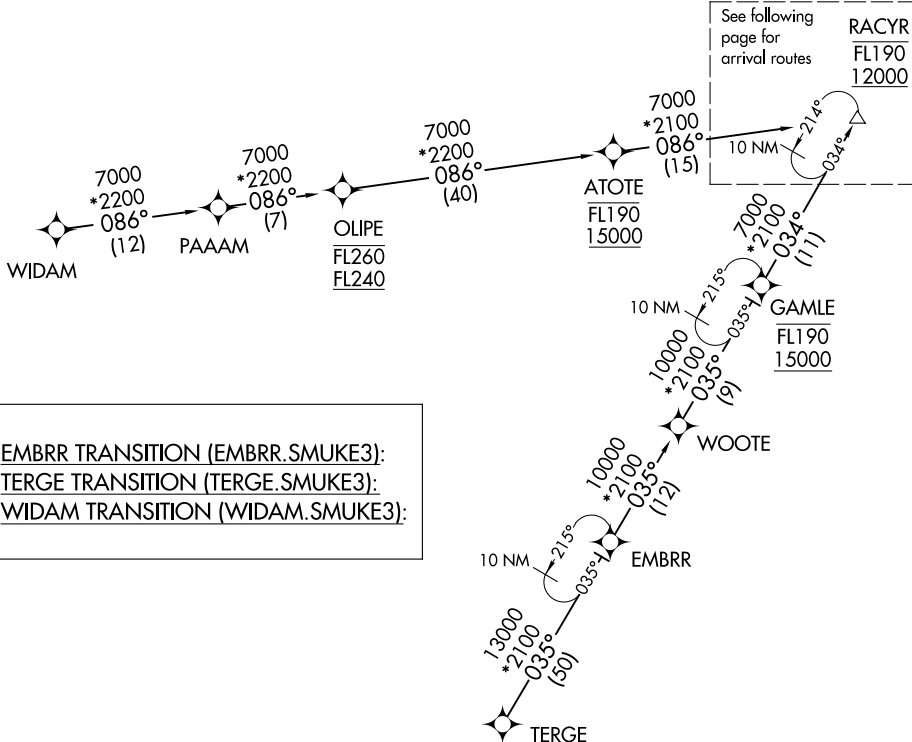 See following
page for
arrival routes
RACYR
FL190
12000
214°
10 NM
034°
7000
*2100
086°
(15)
ATOTE
FL190
15000
7000
*2200
086°
(40)
OLIPE
FL260
FL240
7000
*2200
086°
(7)
PAAAM
7000
*2200
086°
(12)
WIDAM
7000
*2100
034°
(11)
GAMLE
FL190
15000
215°
10 NM
035°
10000
*2100
035°
(9)
WOOTE
10000
*2100
035°
(12)
EMBRR
215°
10 NM
035°
13000
*2100
035°
(50)
TERGE
EMBRR TRANSITION (EMBRR.SMUKE3):
TERGE TRANSITION (TERGE.SMUKE3):
WIDAM TRANSITION (WIDAM.SMUKE3):